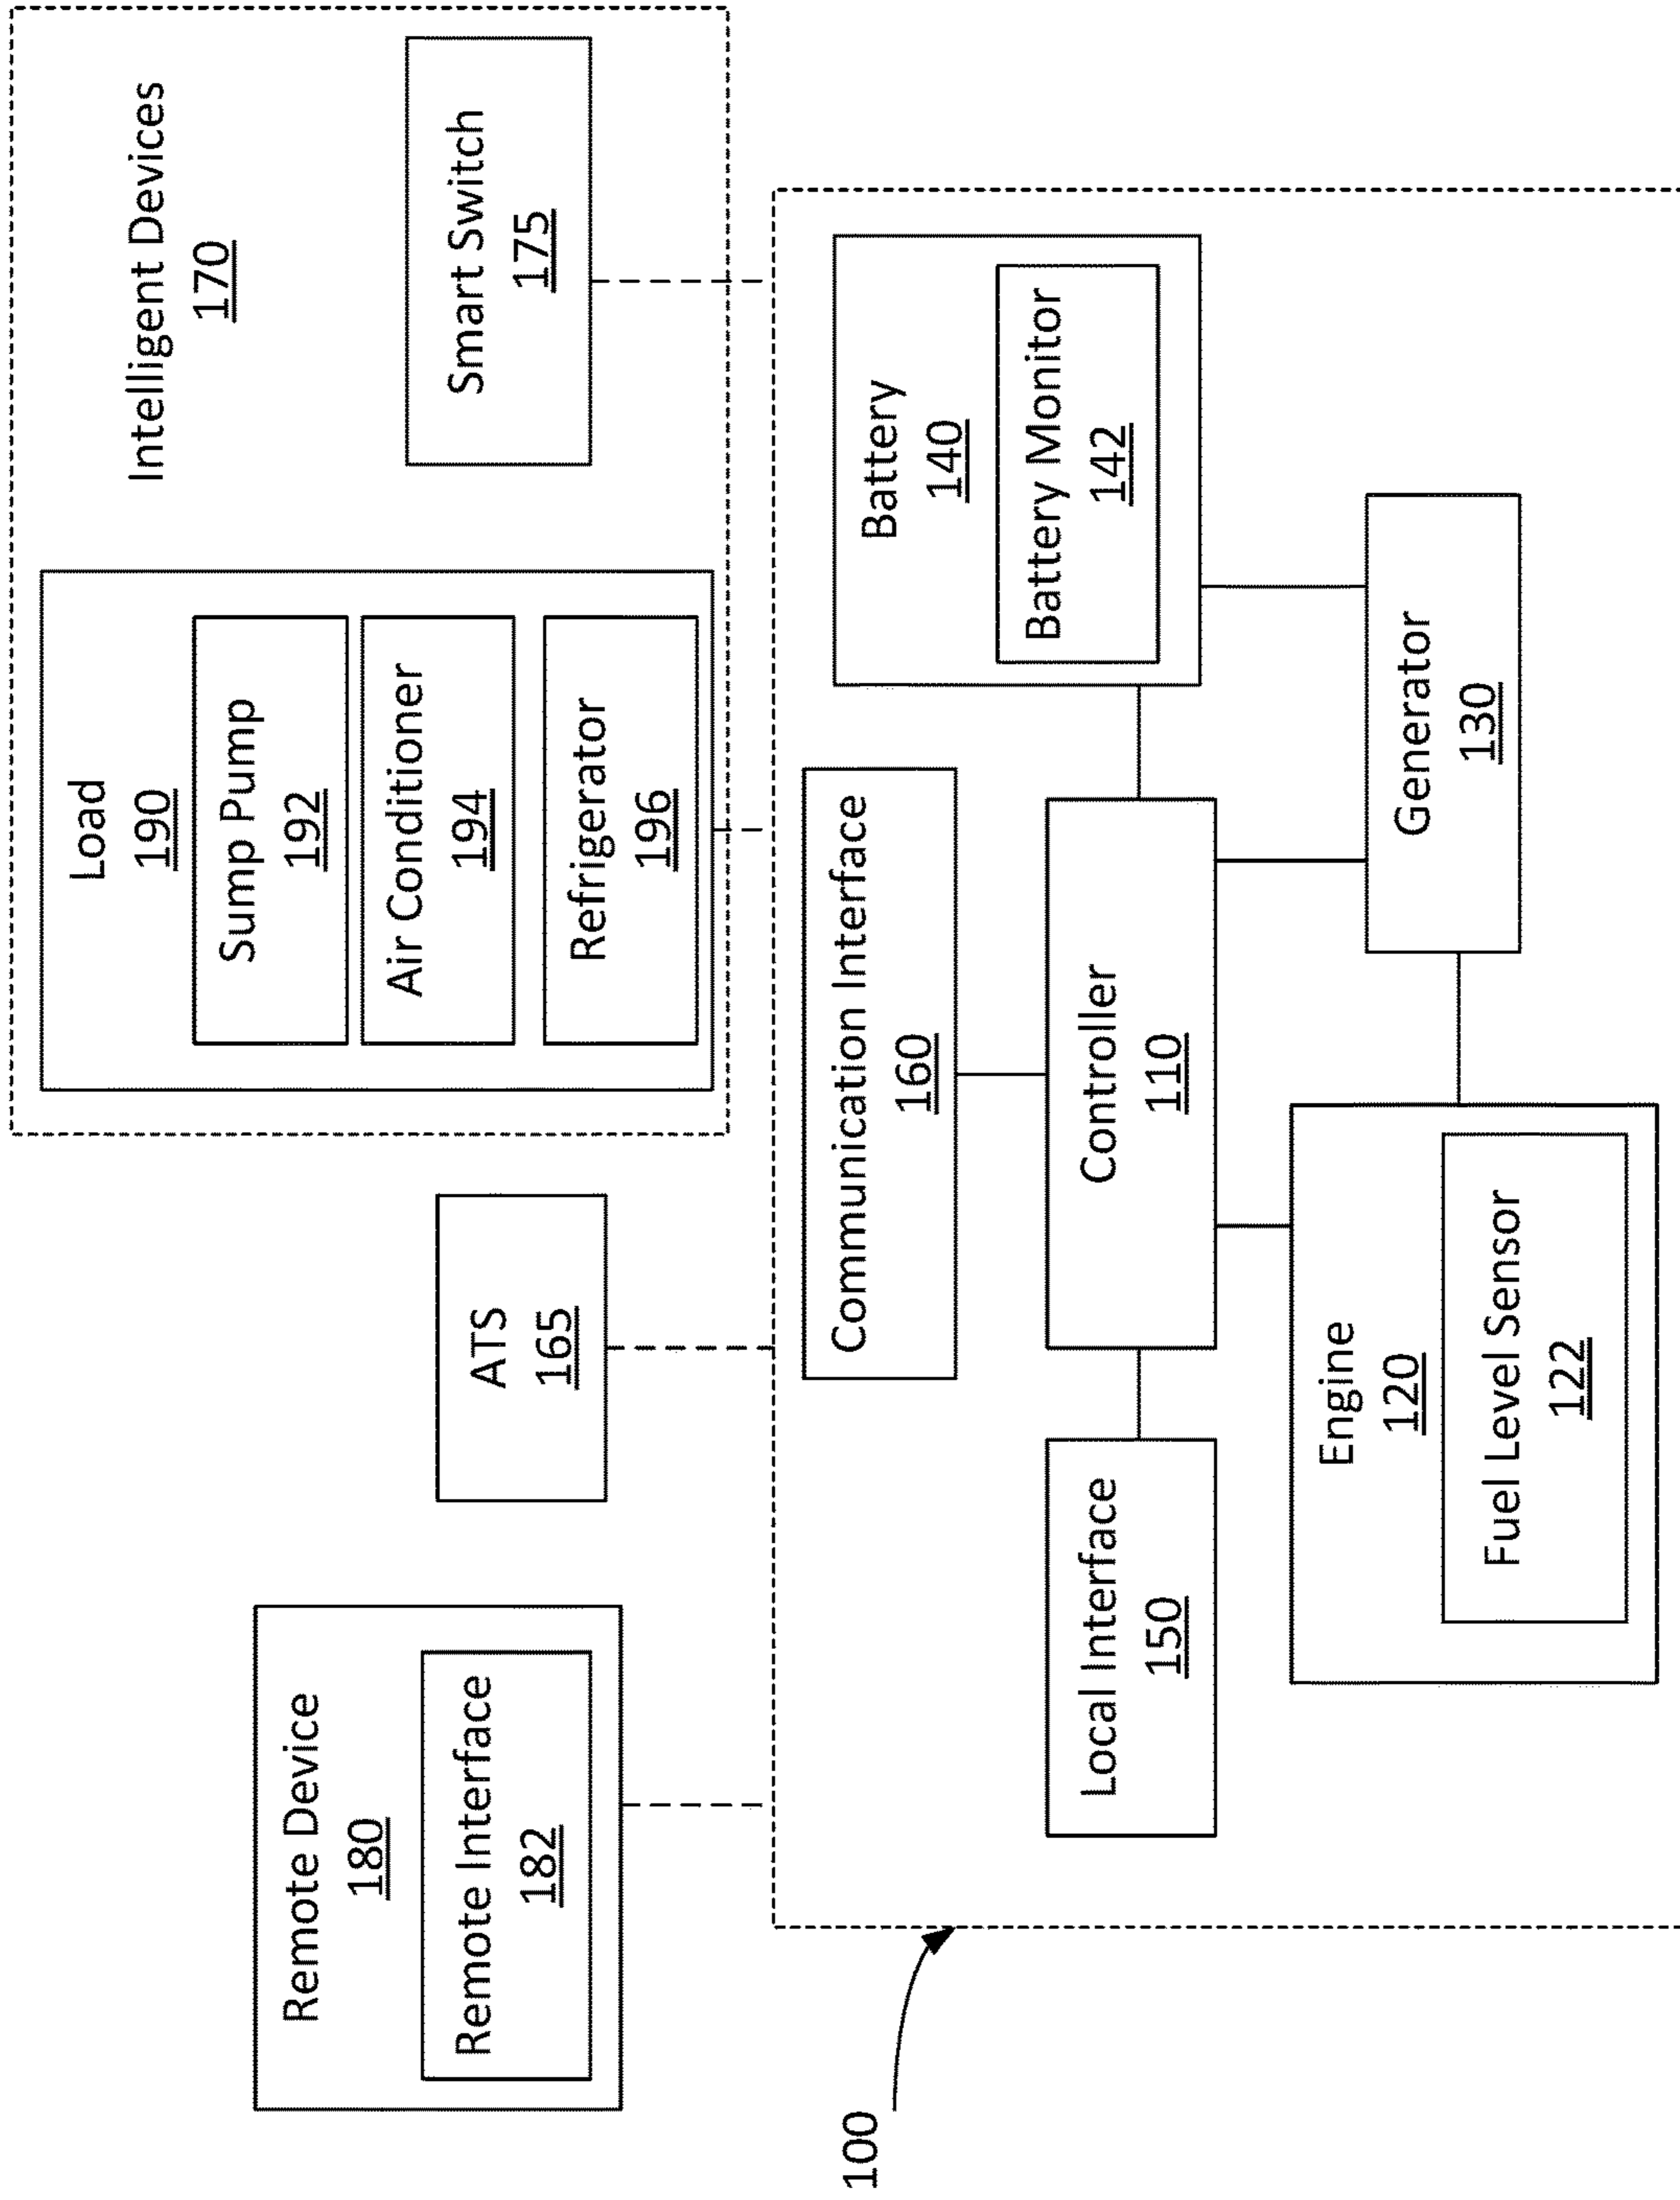 Remote Device
180
Remote Interface
182
ATS
165
Load
190
Sump Pump
192
Air Conditioner
194
Refrigerator
196
Intelligent Devices
170
Smart Switch
175
100
Communication Interface
160
Battery
140
Battery Monitor
142
Local Interface
150
Controller
110
Engine
120
Fuel Level Sensor
122
Generator
130